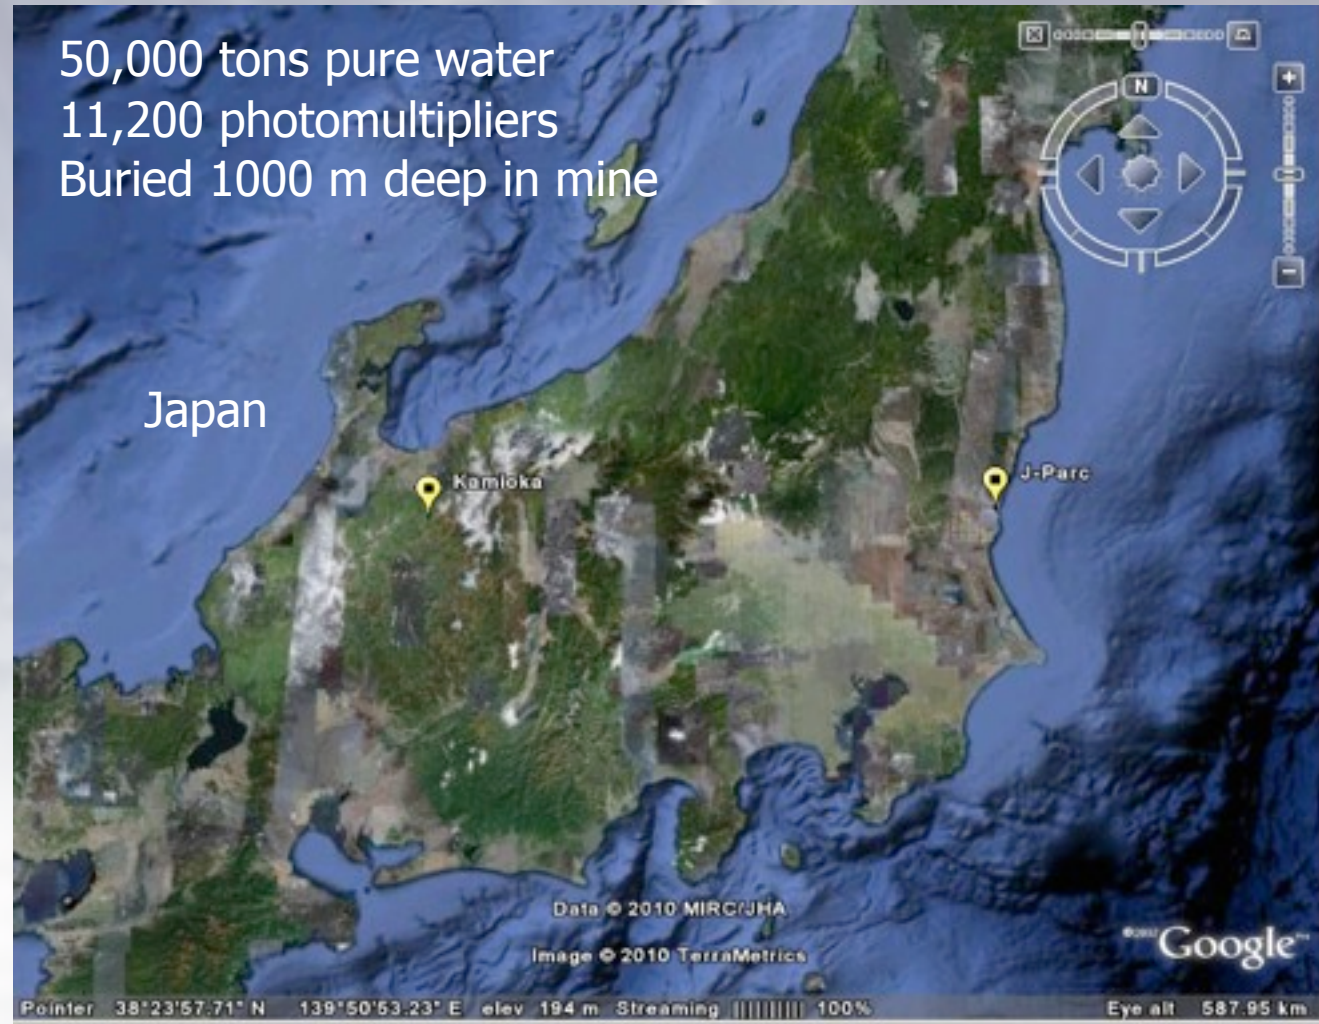 50,000 tons pure water
11,200 photomultipliers
Buried 1000 m deep in mine
N
Japan
Kamioka
J-Parc
Data © 2010 MIRC/JHA
Image © 2010 TerraMetrics
Google
Pointer 38°23'57.71" N 139°50'53.23" E elev 194 m Streaming ||||||||| 100% Eye alt 587.95 km